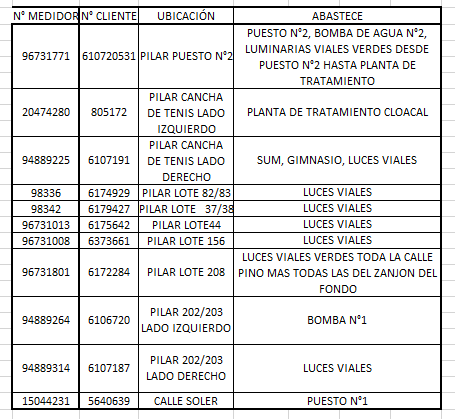 N° MEDIDOR N° CLIENTE UBICACIÓN ABASTECE
96731771 610720531 PILAR PUESTO N°2 PUESTO N°2, BOMBA DE AGUA N°2,
LUMINARIAS VIALES VERDES DESDE
PUESTO N°2 HASTA PLANTA DE
TRATAMIENTO
20474280 805172 PILAR CANCHA
DE TENIS LADO
IZQUIERDO PLANTA DE TRATAMIENTO CLOACAL
94889225 6107191 PILAR CANCHA
DE TENIS LADO
DERECHO SUM, GIMNASIO, LUCES VIALES
98336 6174929 PILAR LOTE 82/83 LUCES VIALES
98342 6179427 PILAR LOTE 37/38 LUCES VIALES
96731013 6175642 PILAR LOTE44 LUCES VIALES
96731008 6373661 PILAR LOTE 156 LUCES VIALES
96731801 6172284 PILAR LOTE 208 LUCES VIALES VERDES TODA LA CALLE
PINO MAS TODAS LAS DEL ZANJON DEL
FONDO
94889264 6106720 PILAR 202/203
LADO IZQUIERDO BOMBA N°1
94889314 6107187 PILAR 202/203
LADO DERECHO LUCES VIALES
15044231 5640639 CALLE SOLER PUESTO N°1